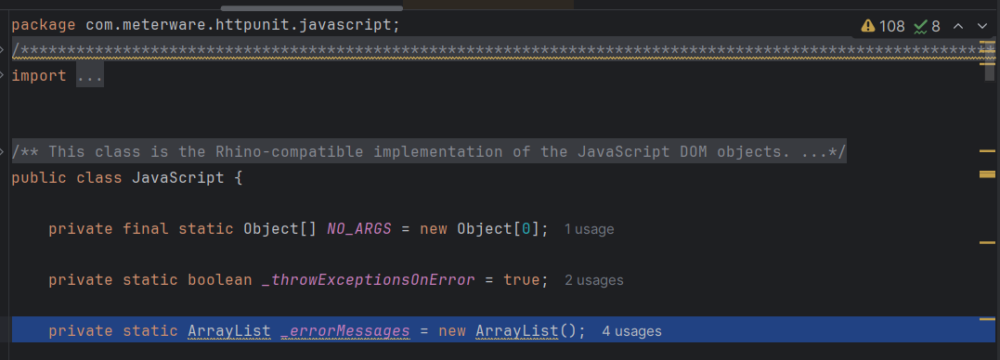 package com.meterware.httpunit.javascript;
108 8
/********************************************************************************************************
import ...
/** This class is the Rhino-compatible implementation of the JavaScript DOM objects. ...*/
public class JavaScript {
private final static Object[] NO_ARGS = new Object[0]; 1 usage
private static boolean _throwExceptionsOnError = true; 2 usages
private static ArrayList _errorMessages = new ArrayList(); 4 usages